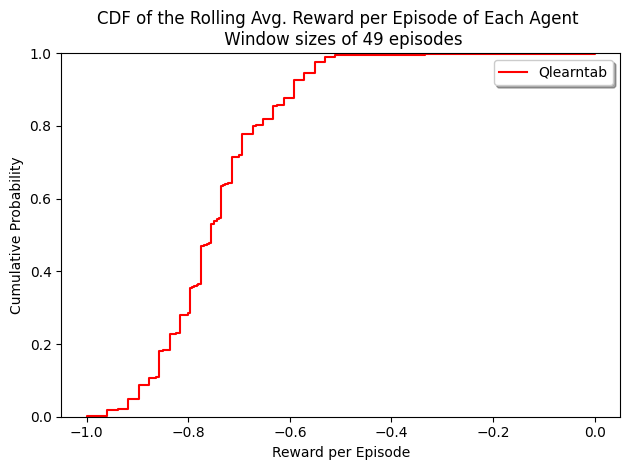 CDF of the Rolling Avg. Reward per Episode of Each Agent
Window sizes of 49 episodes
Qlearntab
Cumulative Probability
1.0
0.8
0.6
0.4
0.2
0.0
−1.0 −0.8 −0.6 −0.4 −0.2 0.0
Reward per Episode